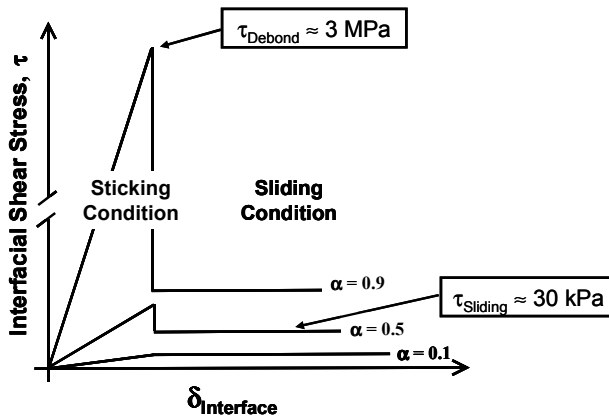 τDebond ≈ 3 MPa
Interfacial Shear Stress, τ
Sticking
Condition
Sliding
Condition
α = 0.9
τSliding ≈ 30 kPa
α = 0.5
α = 0.1
δInterface